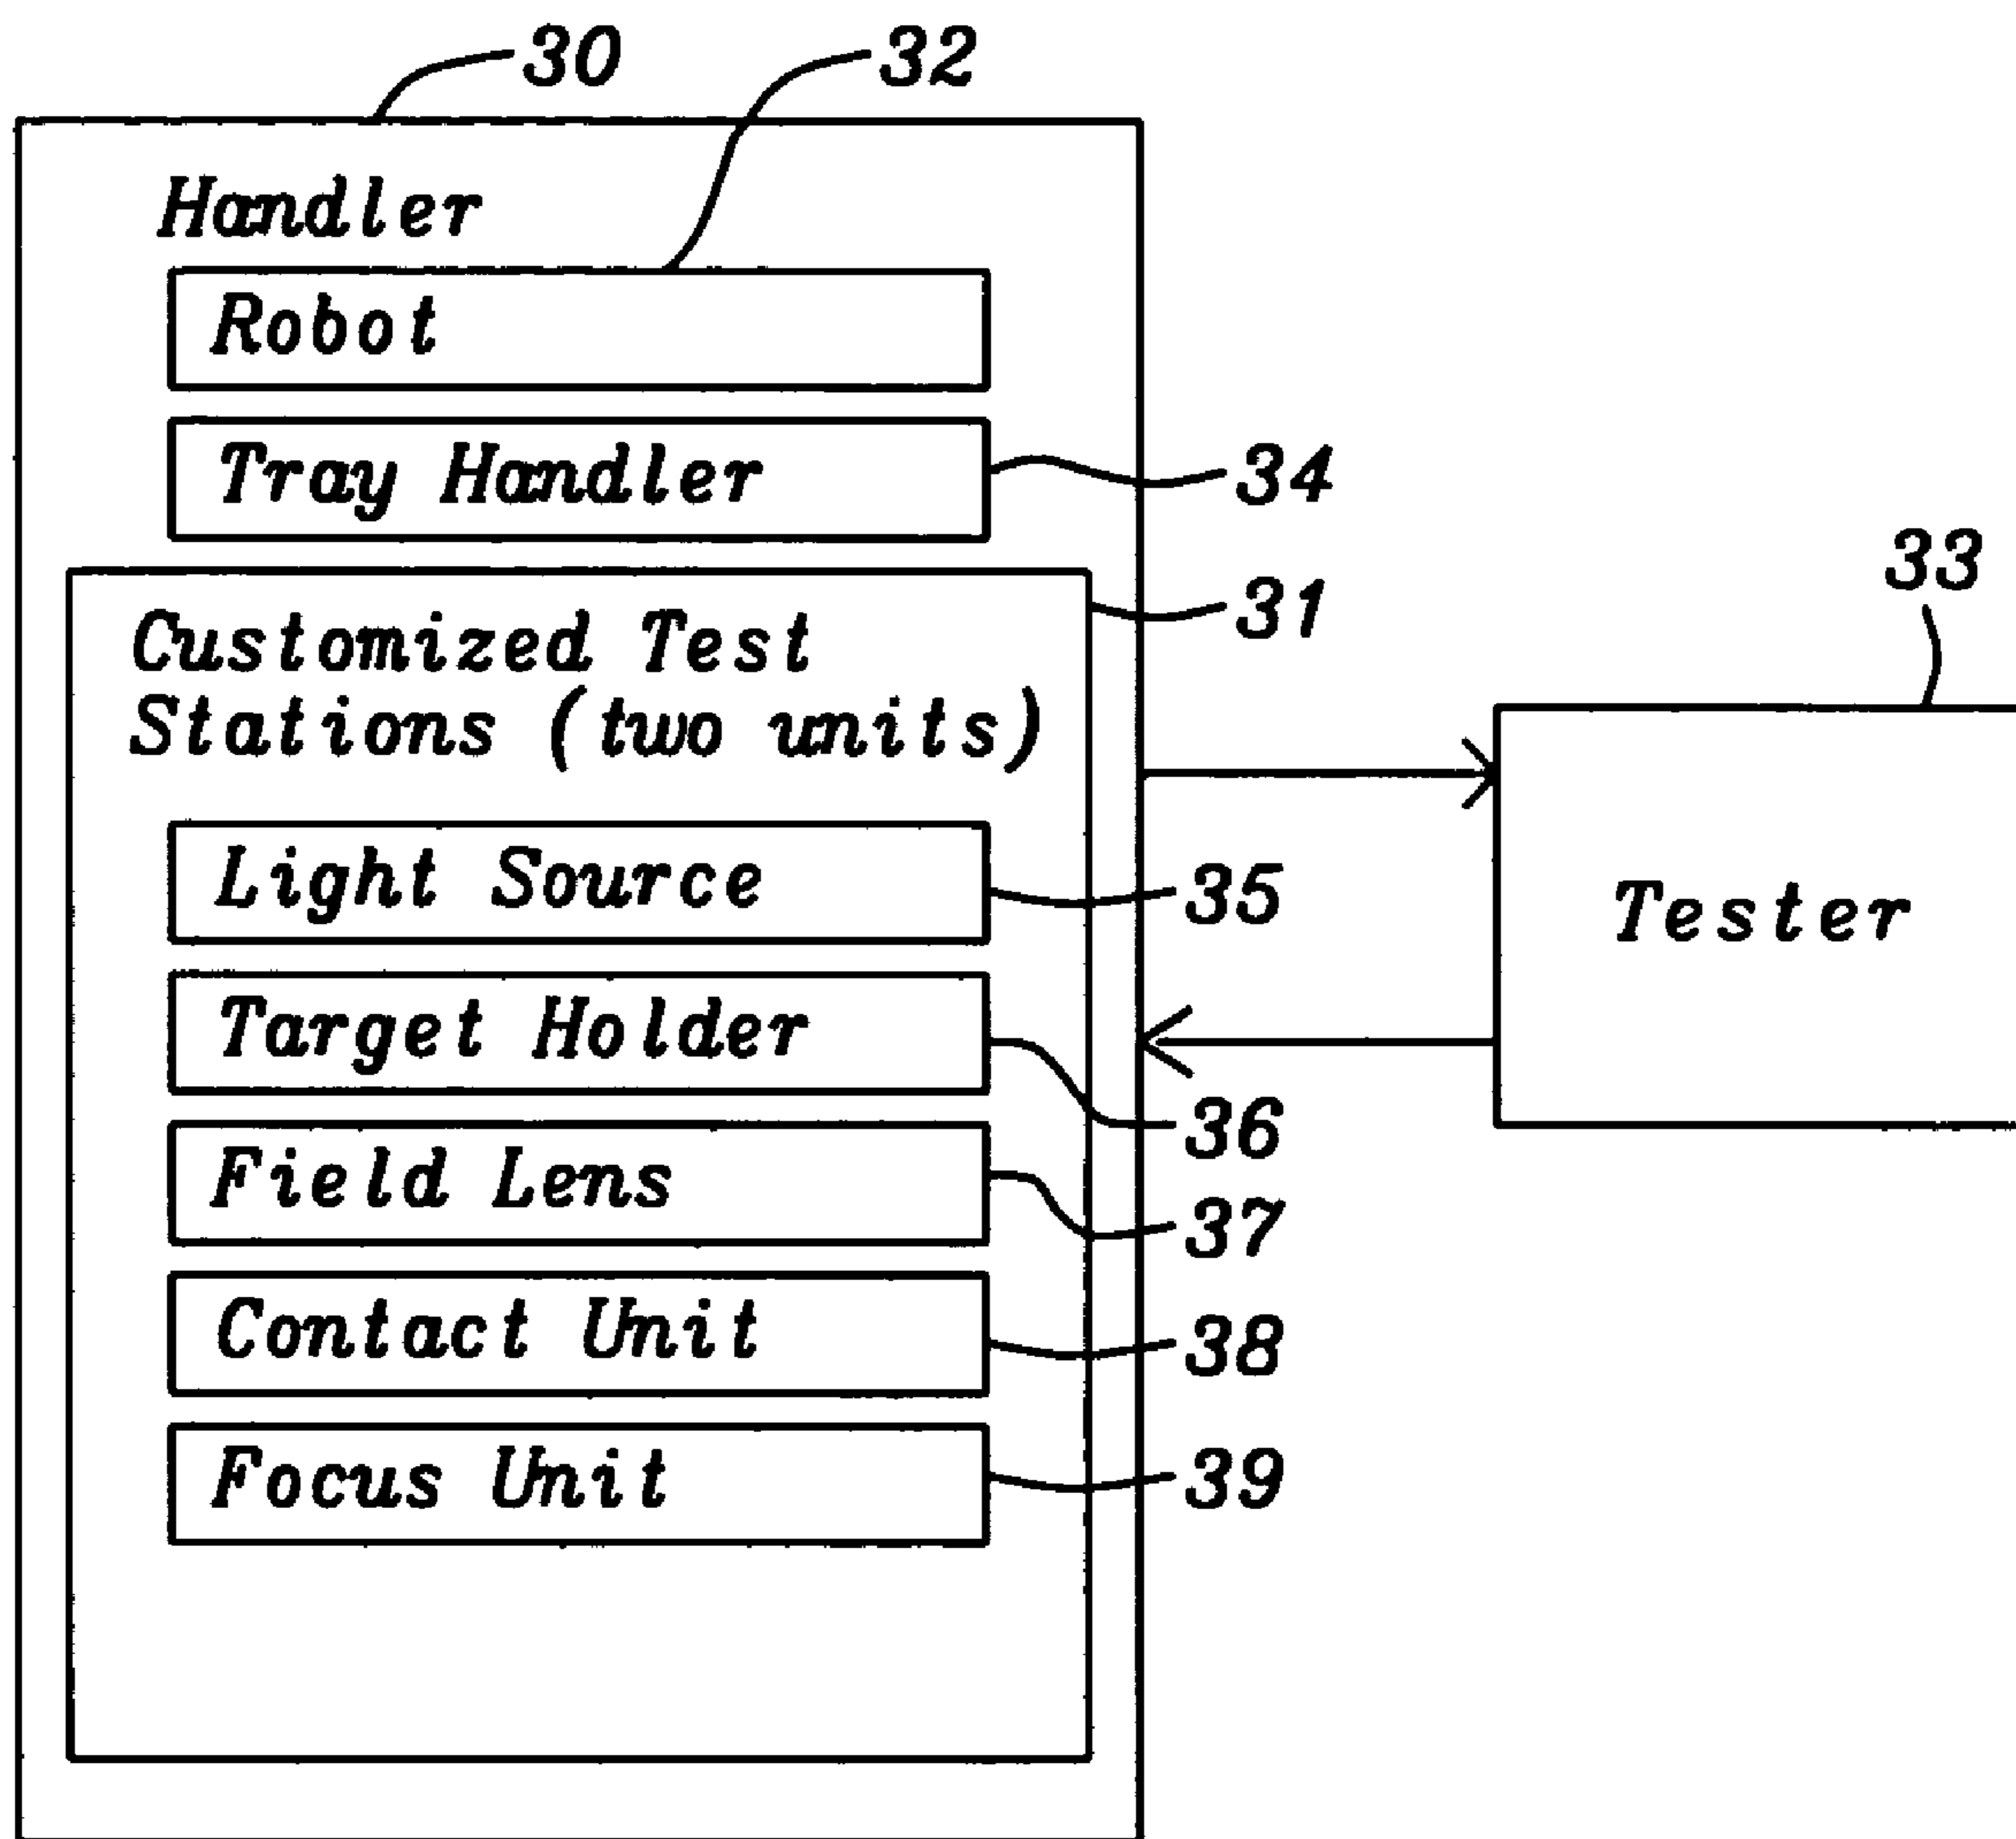 30
32
Handler
Robot
Tray Handler
34
31
33
Customized Test
Stations (two units)
Light Source
35
Tester
Target Holder
36
Field Lens
37
Contact Unit
38
Focus Unit
39